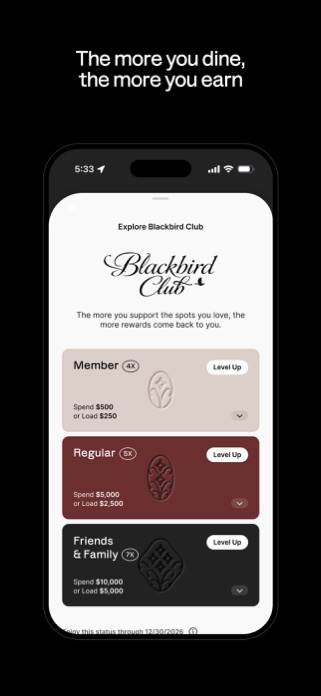 The more you dine,
the more you earn
5:33
Explore Blackbird Club
Blackbird
Club
The more you support the spots you love, the
more rewards come back to you.
Member 4X
Level Up
Spend $500
or Load $250
Regular 5X
Level Up
Spend $5,000
or Load $2,500
Friends
& Family 7X
Level Up
Spend $10,000
or Load $5,000
Enjoy this status through 12/30/2026